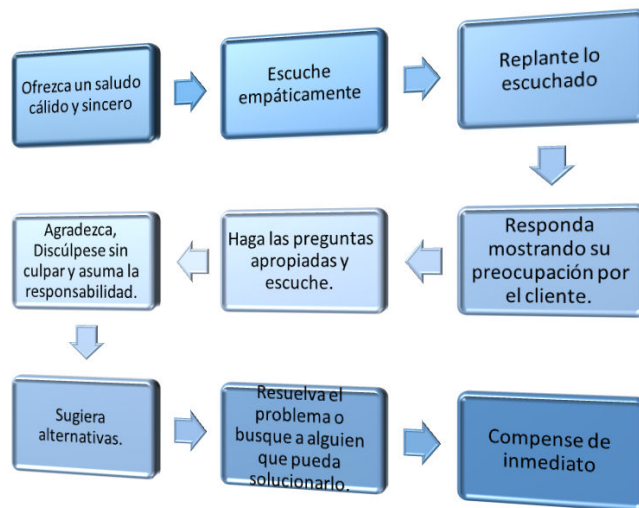 Ofrezca un saludo
cálido y sincero
Escuche
empáticamente
Replante lo
escuchado
Responda
mostrando su
preocupación por
el cliente.
Haga las preguntas
apropiadas y
escuche.
Agradezca,
Discúlpese sin
culpar y asuma la
responsabilidad.
Sugiera
alternativas.
Resuelva el
problema o
busque a alguien
que pueda
solucionarlo.
Compense de
inmediato